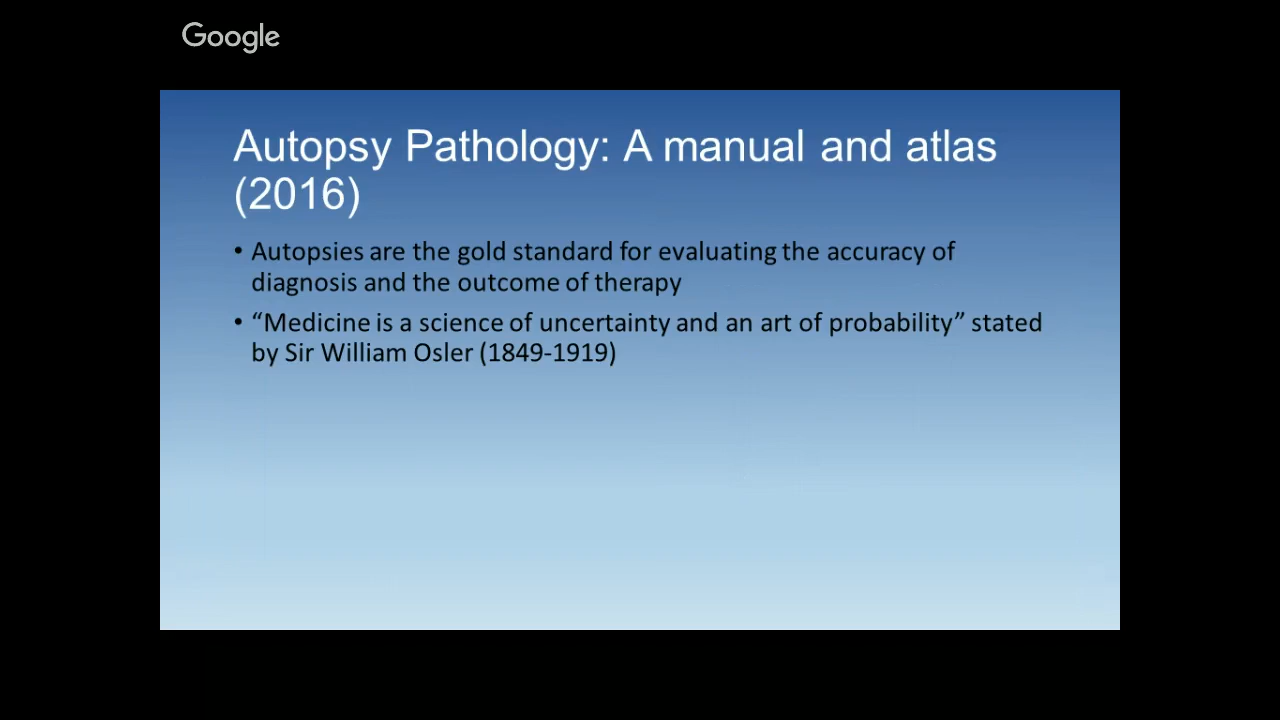 Google
Autopsy Pathology: A manual and atlas
(2016)
• Autopsies are the gold standard for evaluating the accuracy of
diagnosis and the outcome of therapy
• “Medicine is a science of uncertainty and an art of probability” stated
by Sir William Osler (1849-1919)